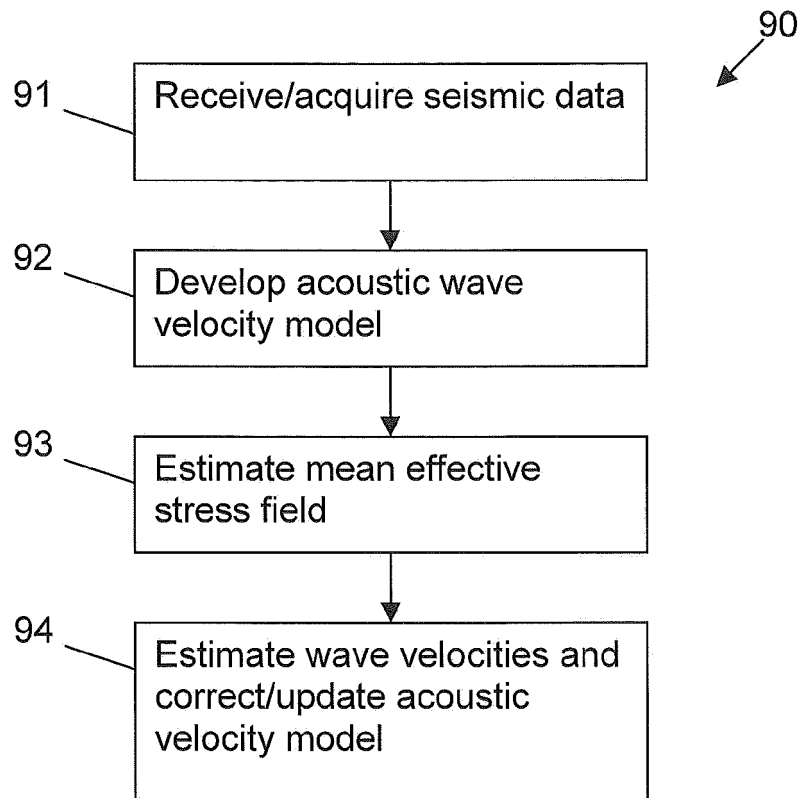 90
91
Receive/acquire seismic data
92
Develop acoustic wave
velocity model
93
Estimate mean effective
stress field
94
Estimate wave velocities and
correct/update acoustic
velocity model